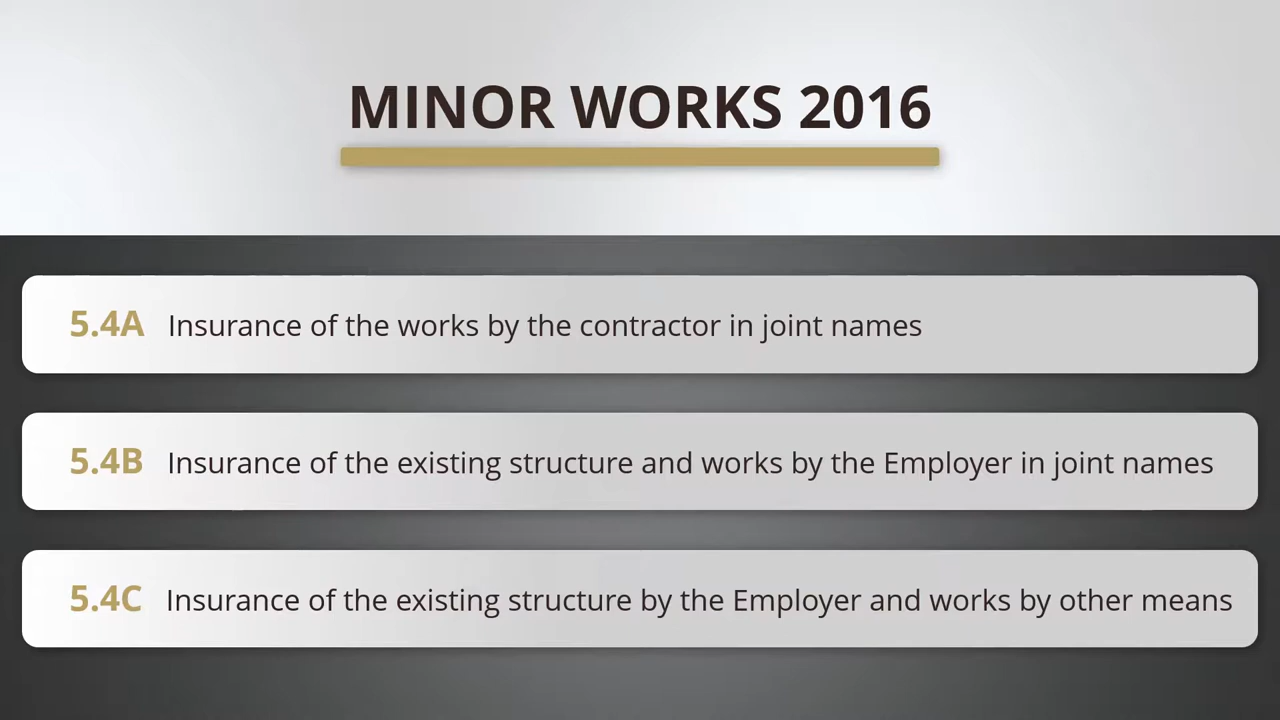 MINOR WORKS 2016
5.4A Insurance of the works by the contractor in joint names
5.4B Insurance of the existing structure and works by the Employer in joint names
5.4C Insurance of the existing structure by the Employer and works by other means